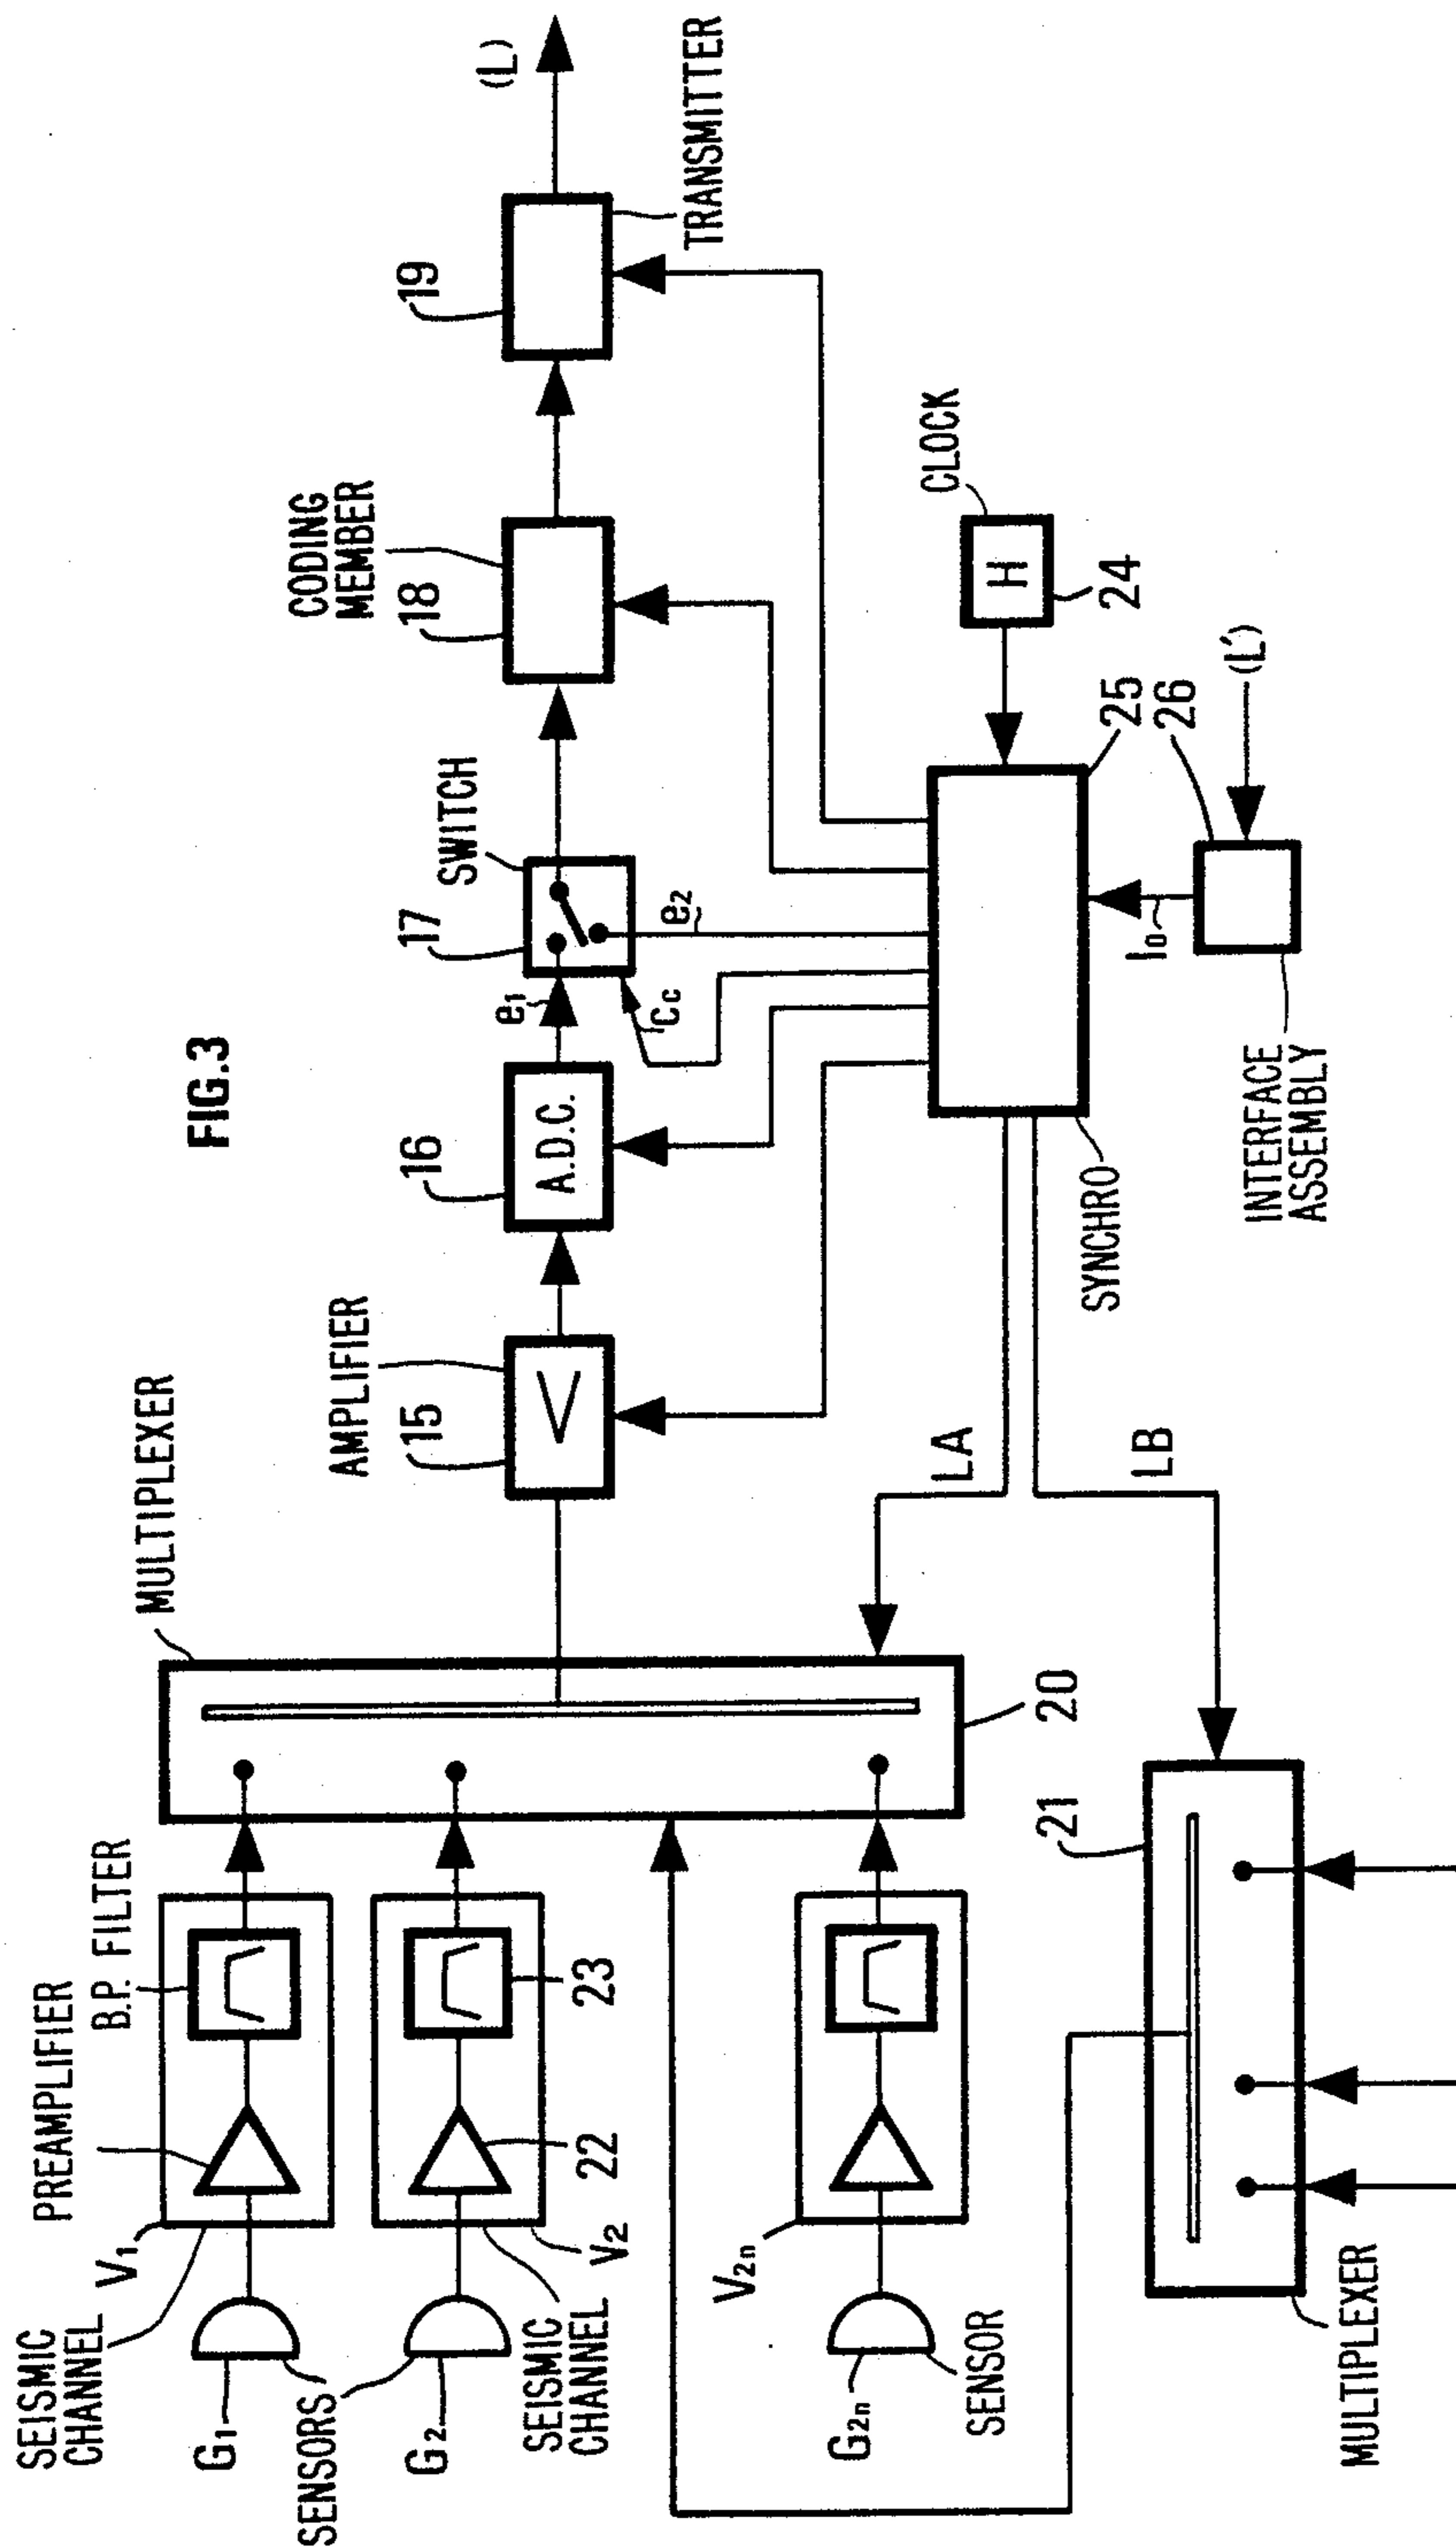 FIG.3
SEISMIC
CHANNEL
V1
PREAMPLIFIER
B.P. FILTER
MULTIPLEXER
G1
SENSORS
G2
SEISMIC
CHANNEL
V2
22
23
V2n
G2n
SENSOR
20
AMPLIFIER
15
16
A.D.C.
e1
17
SWITCH
Cc
e2
CODING
MEMBER
18
19
TRANSMITTER
(L)
CLOCK
H
24
25
26
(L')
I0
INTERFACE
ASSEMBLY
SYNCHRO
LA
LB
21
MULTIPLEXER